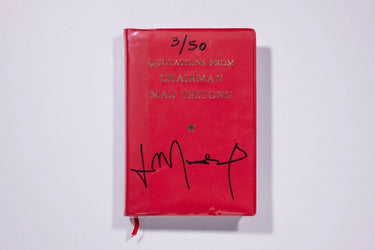 3/50
QUOTATIONS FROM
CHAIRMAN
MAO TSETUNG